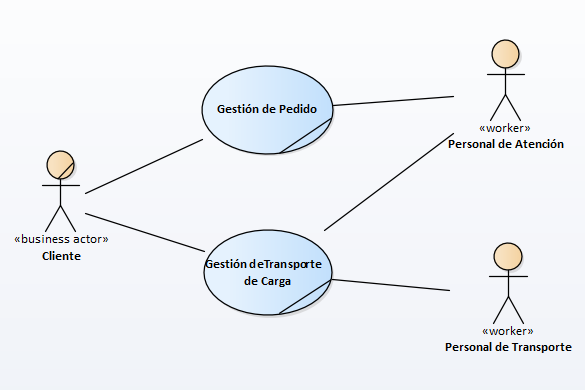 Gestión de Pedido
«worker»
Personal de Atención
«business actor»
Cliente
Gestión deTransporte
de Carga
«worker»
Personal de Transporte